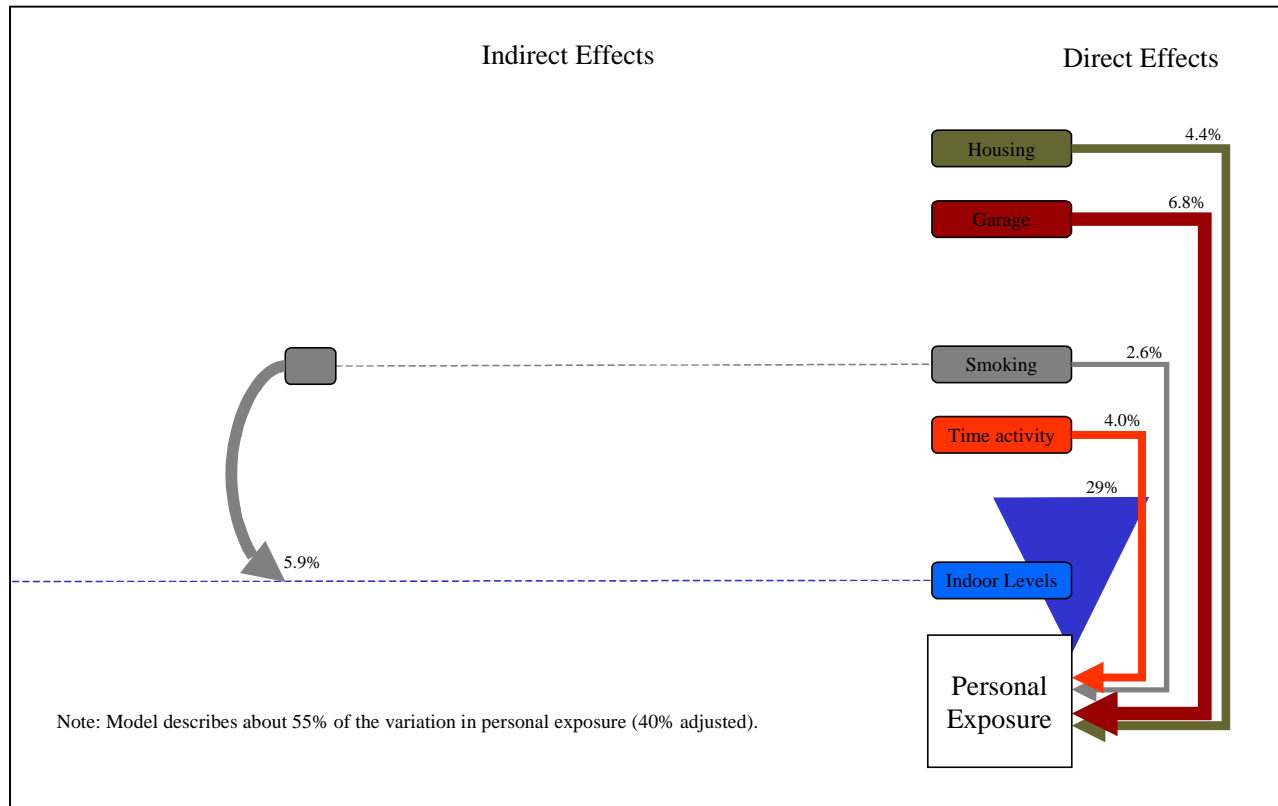 Indirect Effects
Direct Effects
Housing
4.4%
Garage
6.8%
Smoking
2.6%
Time activity
4.0%
29%
5.9%
Indoor Levels
Personal
Exposure
Note: Model describes about 55% of the variation in personal exposure (40% adjusted).